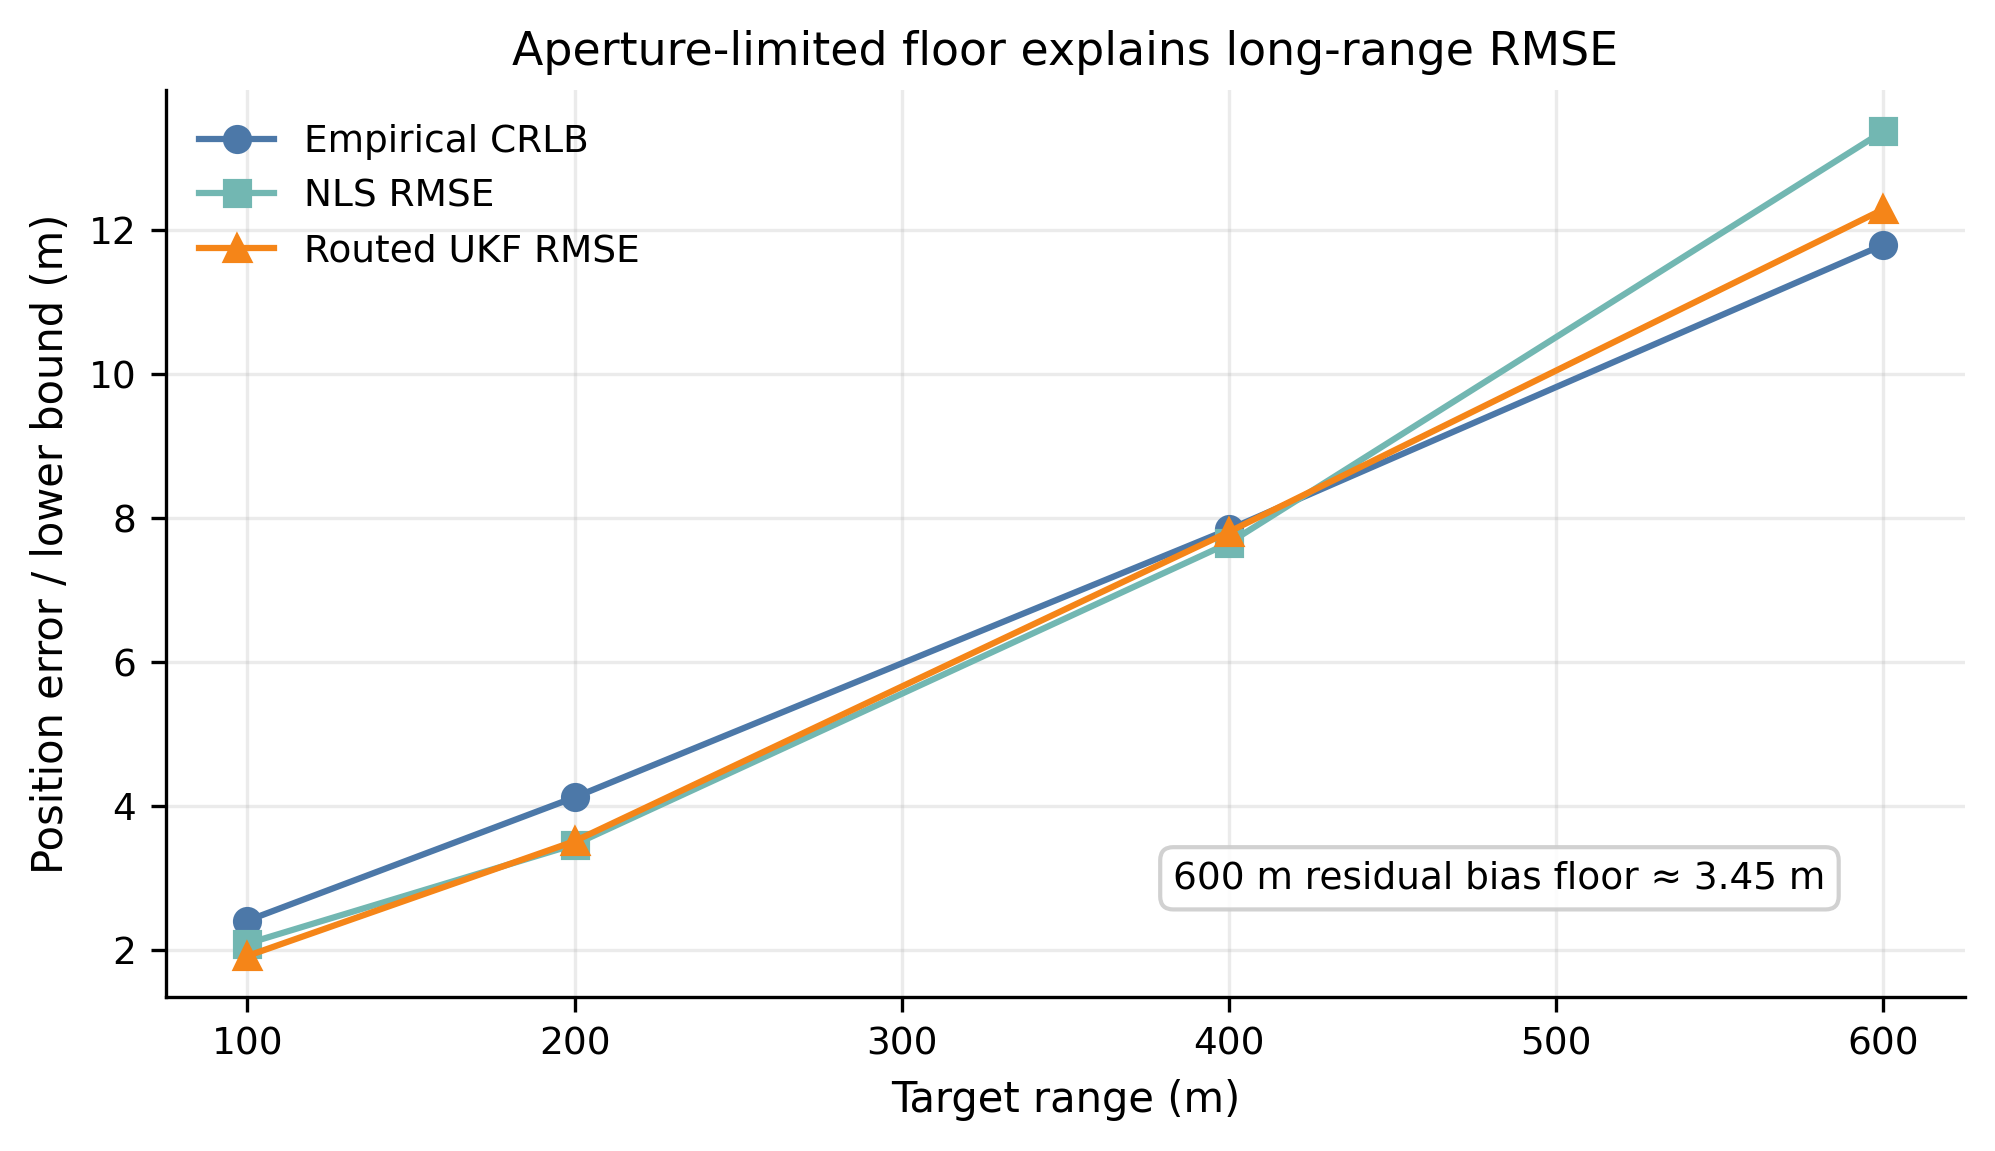 Aperture-limited floor explains long-range RMSE
Empirical CRLB
NLS RMSE
Routed UKF RMSE
Position error / lower bound (m)
12
10
8
6
4
2
600 m residual bias floor ≈ 3.45 m
100 200 300 400 500 600
Target range (m)